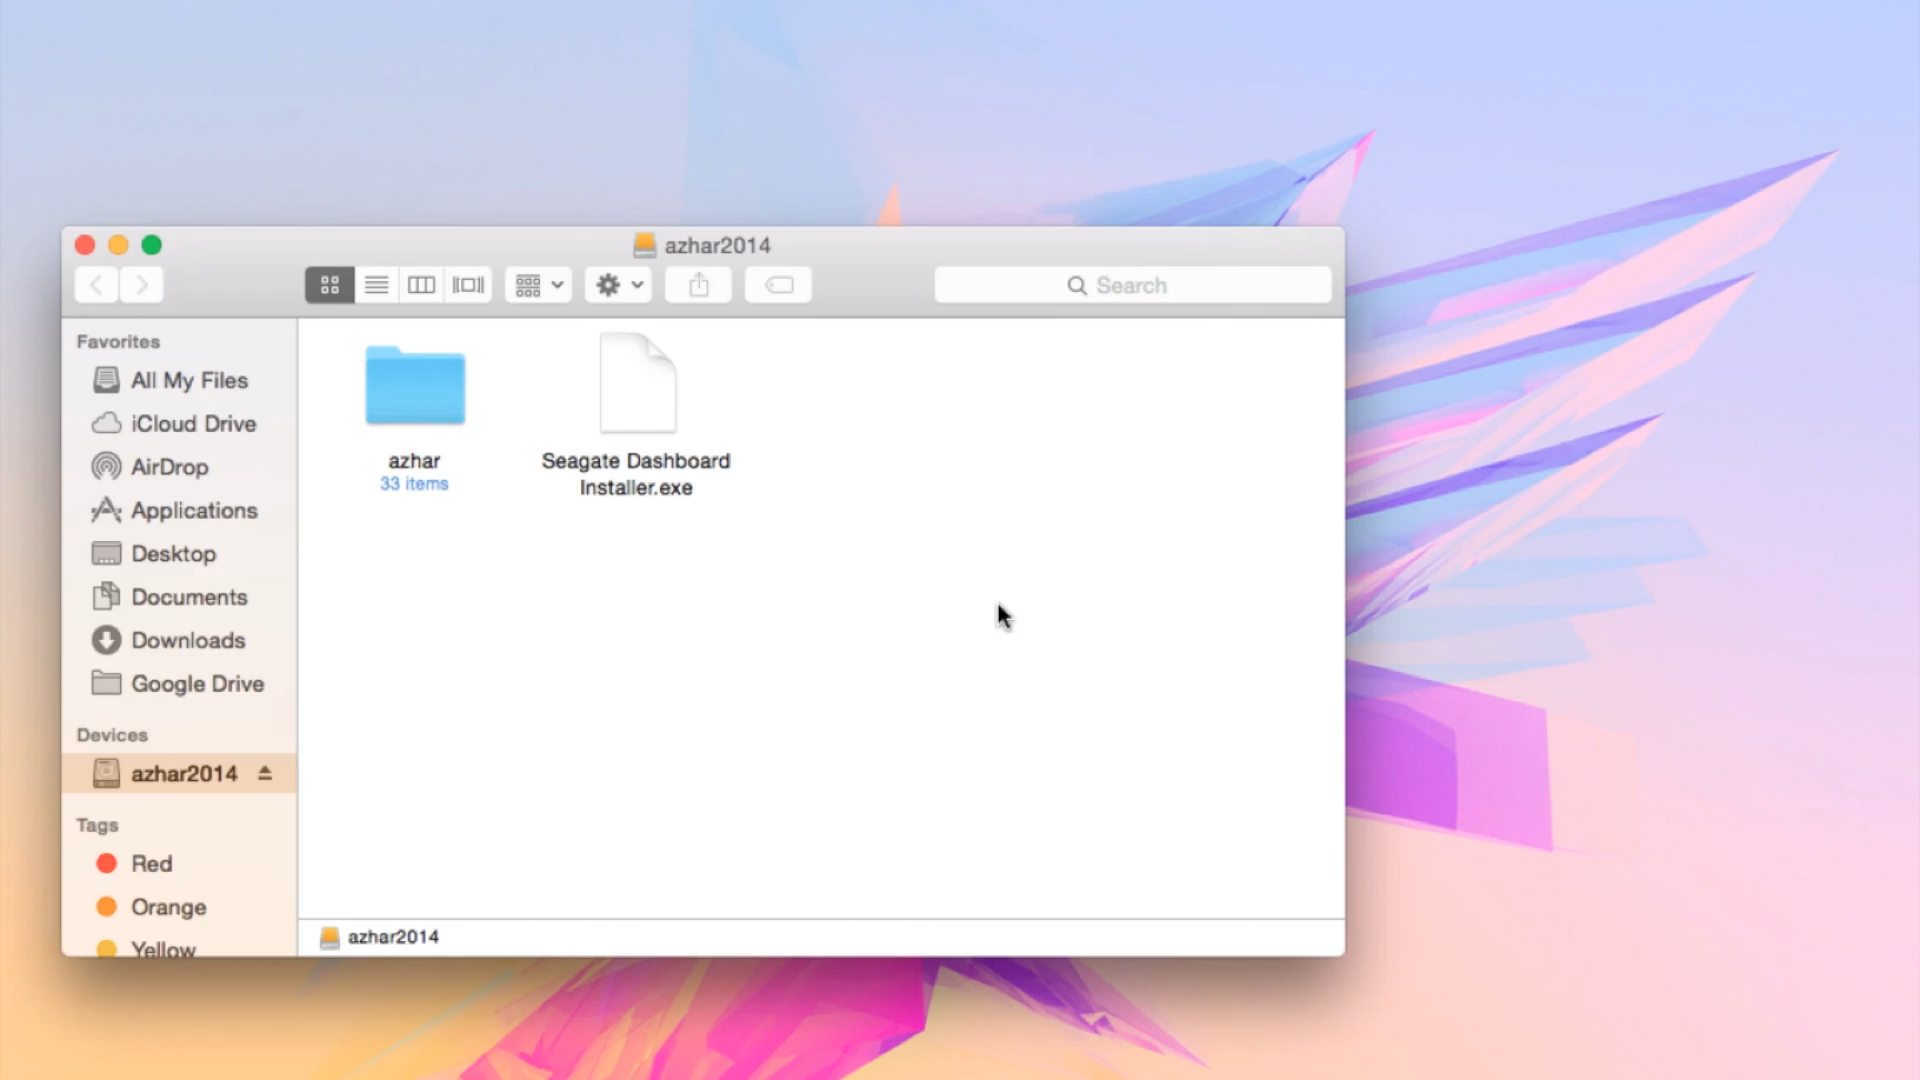 azhar2014
Search
Favorites
All My Files
iCloud Drive
AirDrop
Applications
Desktop
Documents
Downloads
Google Drive
Devices
azhar2014
Tags
Red
Orange
Yellow
azhar
33 items
Seagate Dashboard
Installer.exe
azhar2014